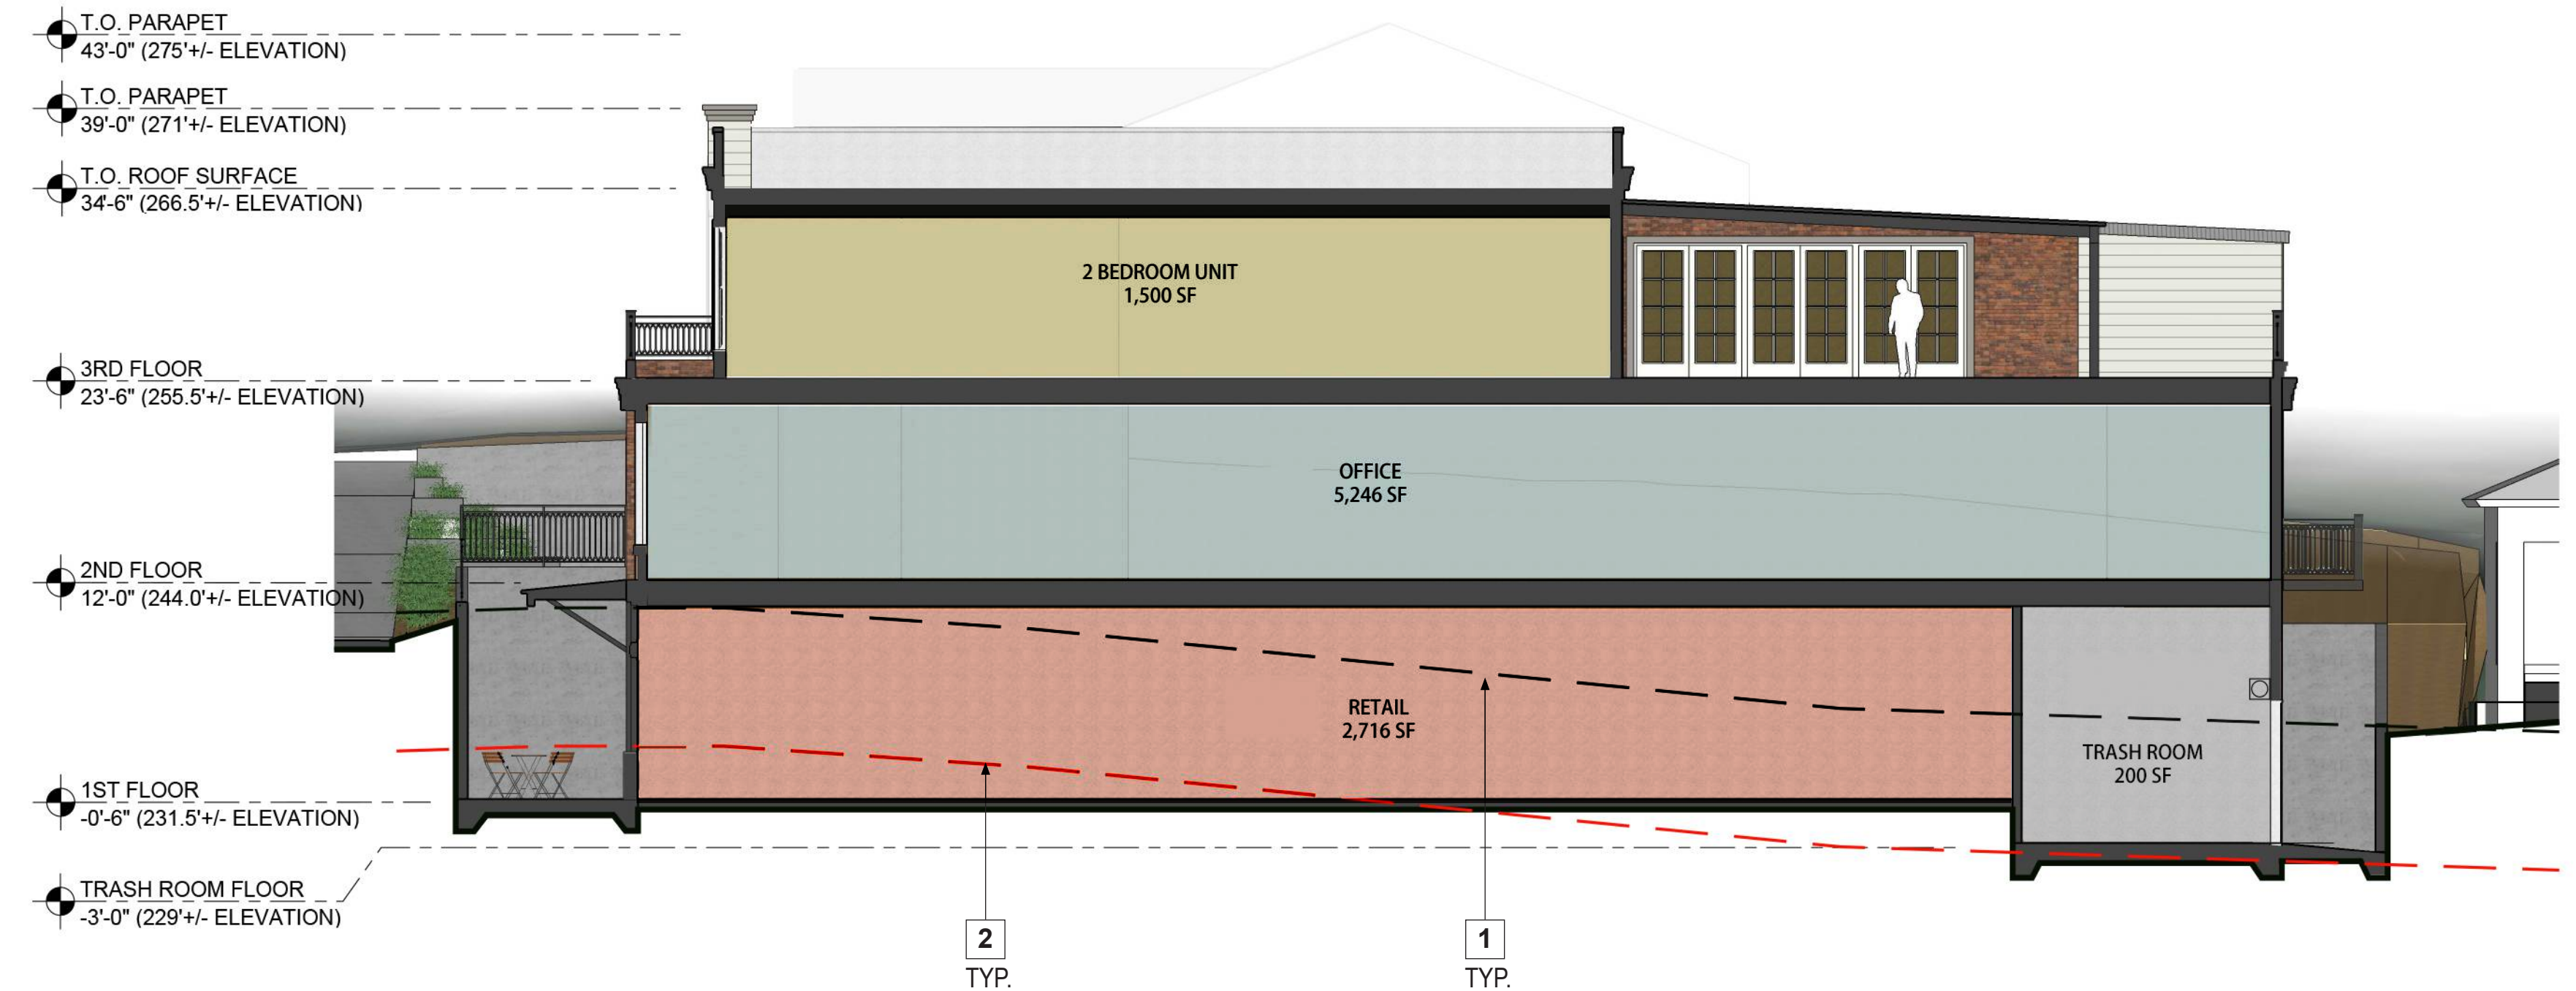 T.O. PARAPET
43'-0" (275'+/- ELEVATION)
T.O. PARAPET
39'-0" (271'+/- ELEVATION)
T.O. ROOF SURFACE
34'-6" (266.5'+/- ELEVATION)
2 BEDROOM UNIT
1,500 SF
3RD FLOOR
23'-6" (255.5'+/- ELEVATION)
OFFICE
5,246 SF
2ND FLOOR
12'-0" (244.0'+/- ELEVATION)
RETAIL
2,716 SF
TRASH ROOM
200 SF
1ST FLOOR
-0'-6" (231.5'+/- ELEVATION)
TRASH ROOM FLOOR
-3'-0" (229'+/- ELEVATION)
2
TYP.
1
TYP.